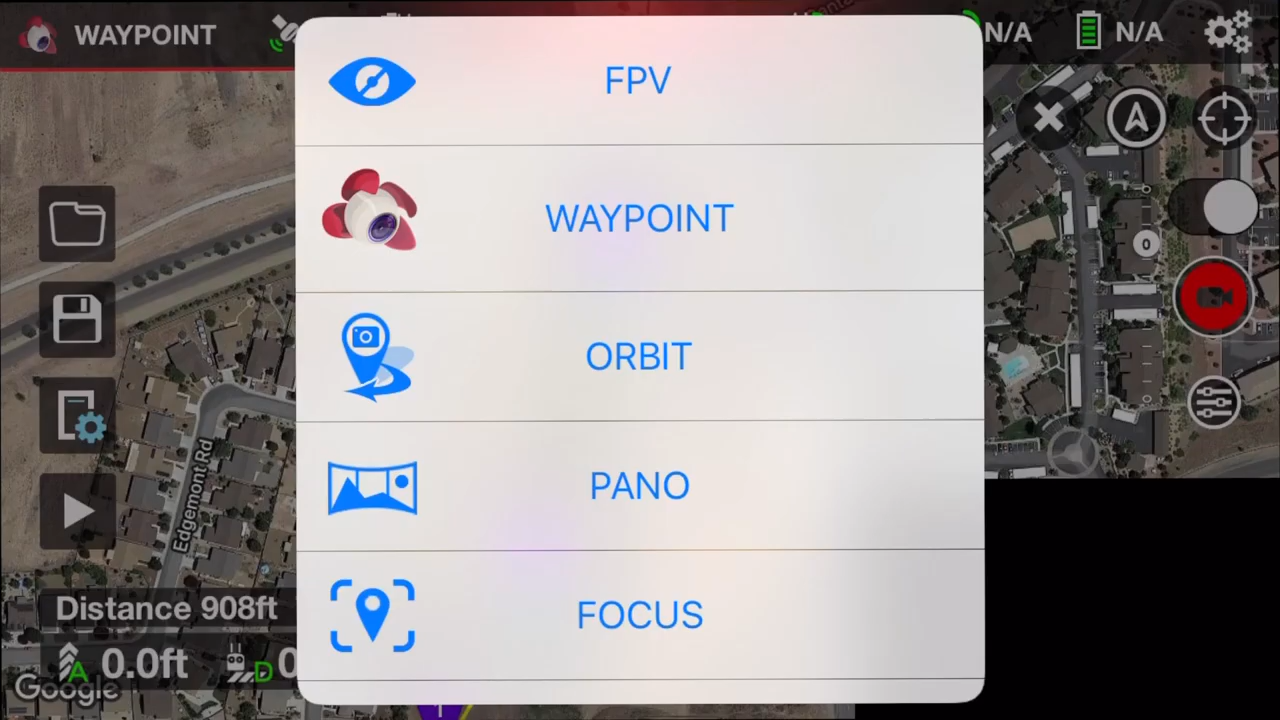 WAYPOINT
N/A
N/A
FPV
WAYPOINT
ORBIT
PANO
FOCUS
0
Edgemont Rd
Distance 908ft
A 0.0ft
D 0
Google